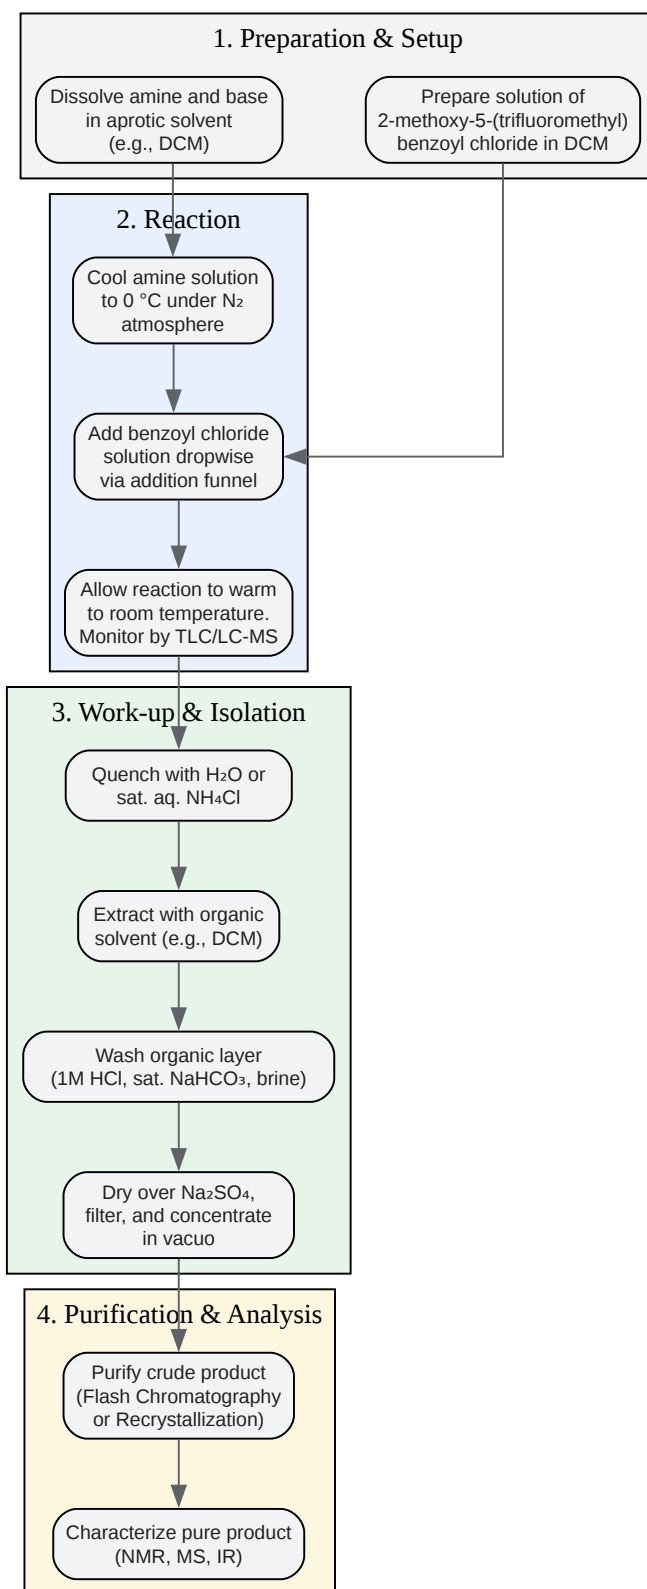 1. Preparation & Setup
Dissolve amine and base
in aprotic solvent
(e.g., DCM)
Prepare solution of
2-methoxy-5-(trifluoromethyl)
benzoyl chloride in DCM
2. Reaction
Cool amine solution
to 0 °C under N₂
atmosphere
Add benzoyl chloride
solution dropwise
via addition funnel
Allow reaction to warm
to room temperature.
Monitor by TLC/LC-MS
3. Work-up & Isolation
Quench with H₂O or
sat. aq. NH₄Cl
Extract with organic
solvent (e.g., DCM)
Wash organic layer
(1M HCl, sat. NaHCO₃, brine)
Dry over Na₂SO₄,
filter, and concentrate
in vacuo
4. Purification & Analysis
Purify crude product
(Flash Chromatography
or Recrystallization)
Characterize pure product
(NMR, MS, IR)